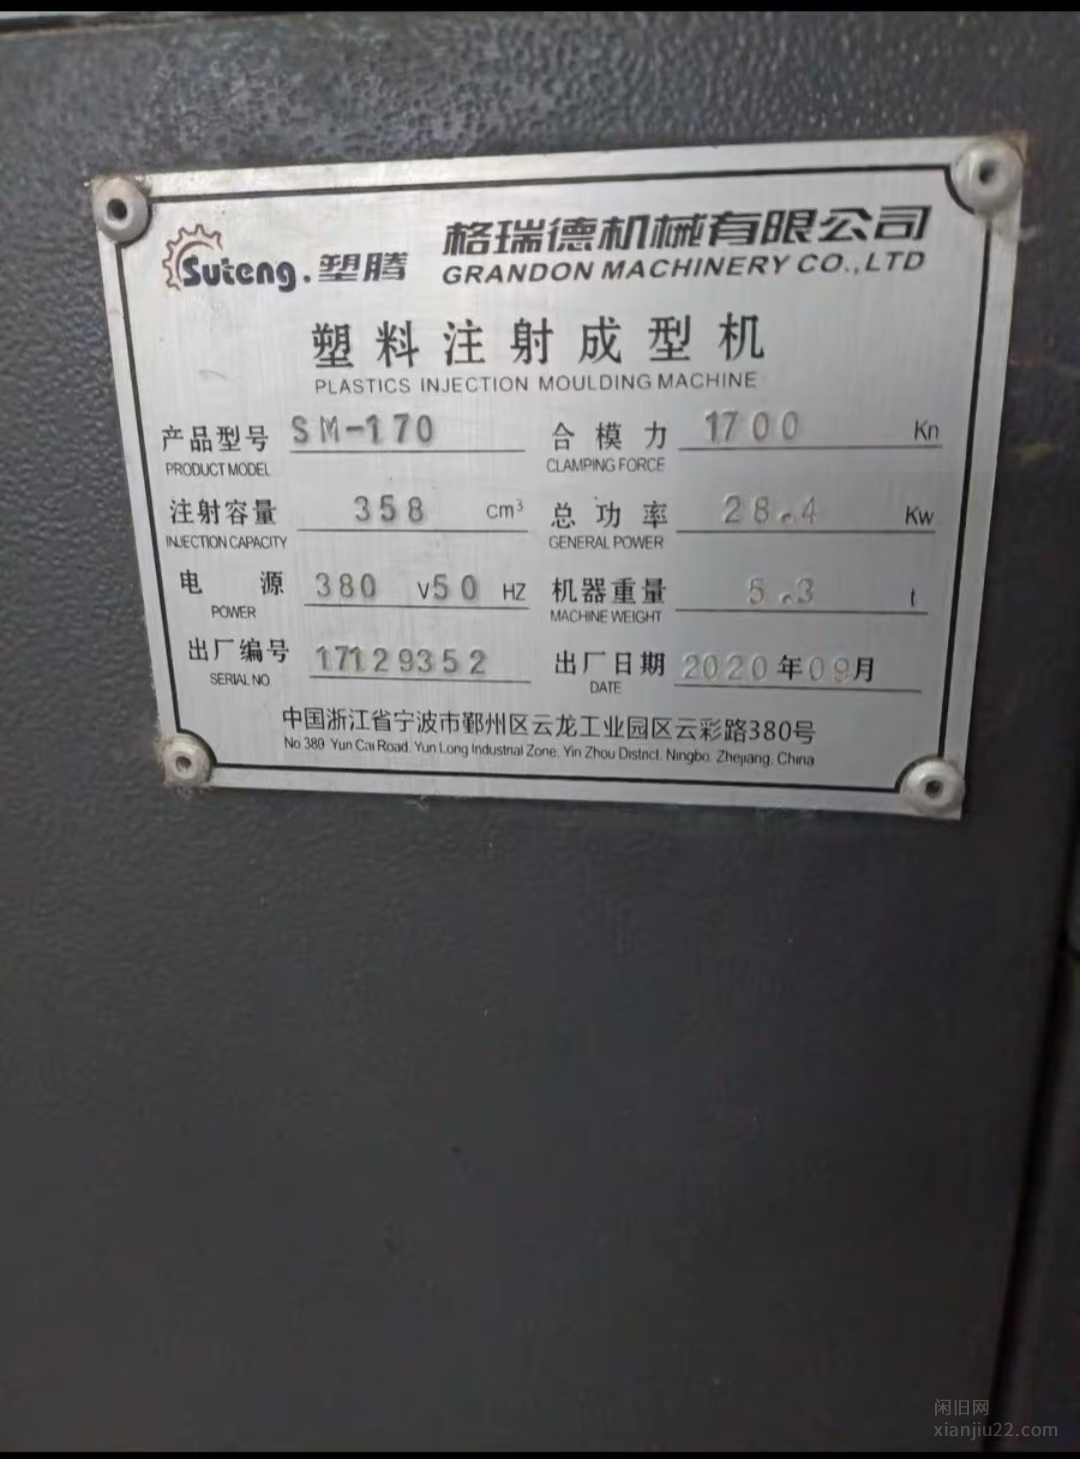 Suteng.塑腾
格瑞德机械有限公司
GRANDON MACHINERY CO.,LTD
塑料注射成型机
PLASTICS INJECTION MOULDING MACHINE
产品型号 SM-170 合模力 1700 Kn
PRODUCT MODEL CLAMPING FORCE
注射容量 358 cm³ 总功率 28.4 Kw
INJECTION CAPACITY GENERAL POWER
电源 380 V50 HZ 机器重量 5.3 t
POWER MACHINE WEIGHT
出厂编号 17129352 出厂日期 2020年09月
SERIAL NO. DATE
中国浙江省宁波市鄞州区云龙工业园区云彩路380号
No 380 Yun Cai Road. Yun Long Industrial Zone. Yin Zhou District. Ningbo. Zhejiang. China
闲旧网
xianjiu22.com